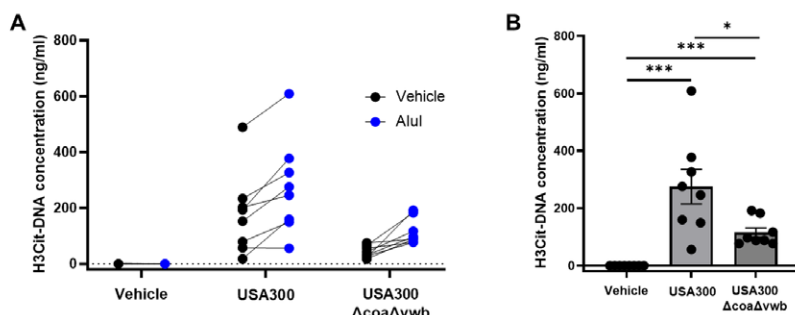 A
H3Cit-DNA concentration (ng/ml)
800
600
400
200
0
Vehicle
AluI
Vehicle
USA300
USA300
ΔcoaΔvwb
B
H3Cit-DNA concentration (ng/ml)
800
600
400
200
0
*
***
***
Vehicle
USA300
USA300
ΔcoaΔvwb